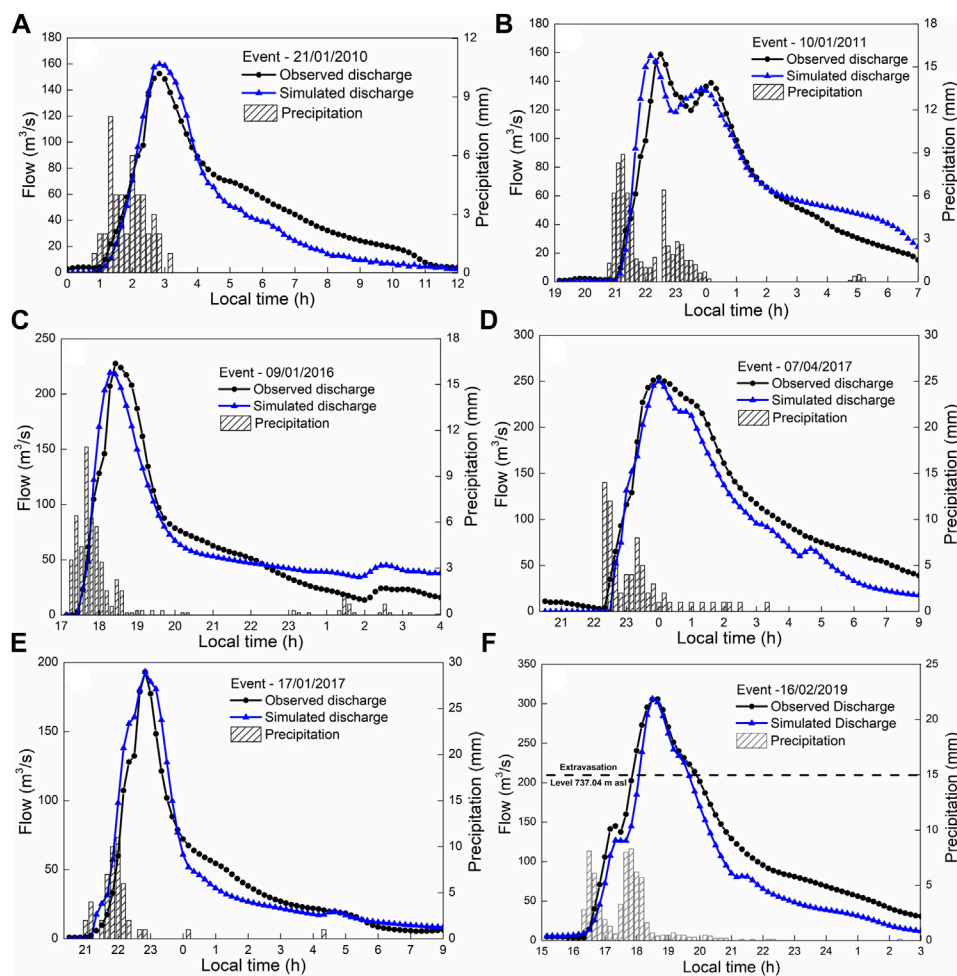 A
Event - 21/01/2010
Observed discharge
Simulated discharge
Precipitation
Flow (m³/s)
180
160
140
120
100
80
60
40
20
0
12
9
6
3
0
Precipitation (mm)
0 1 2 3 4 5 6 7 8 9 10 11 12
Local time (h)
B
Event - 10/01/2011
Observed discharge
Simulated discharge
Precipitation
Flow (m³/s)
180
160
140
120
100
80
60
40
20
0
18
15
12
9
6
3
0
Precipitation (mm)
19 20 21 22 23 0 1 2 3 4 5 6 7
Local time (h)
C
Event - 09/01/2016
Observed discharge
Simulated discharge
Precipitation
Flow (m³/s)
250
200
150
100
50
0
18
15
12
9
6
3
0
Precipitation (mm)
17 18 19 20 21 22 23 0 1 2 3 4
Local time (h)
D
Event - 07/04/2017
Observed discharge
Simulated discharge
Precipitation
Flow (m³/s)
300
250
200
150
100
50
0
30
25
20
15
10
5
0
Precipitation (mm)
21 22 23 0 1 2 3 4 5 6 7 8 9
Local time (h)
E
Event - 17/01/2017
Observed discharge
Simulated discharge
Precipitation
Flow (m³/s)
200
150
100
50
0
30
25
20
15
10
5
0
Precipitation (mm)
21 22 23 0 1 2 3 4 5 6 7 8 9
Local time (h)
F
Event -16/02/2019
Observed Discharge
Simulated Discharge
Precipitation
Extravasation
Level 737.04 m asl
Flow (m³/s)
350
300
250
200
150
100
50
0
25
20
15
10
5
0
Precipitation (mm)
15 16 17 18 19 20 21 22 23 24 1 2 3
Local time (h)